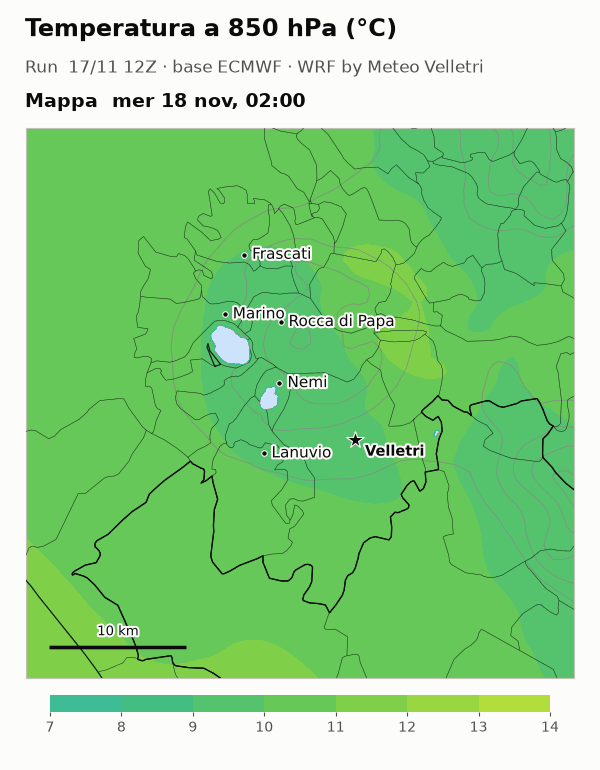 Temperatura a 850 hPa (°C)
Run  17/11 12Z · base ECMWF · WRF by Meteo Velletri
Mappa  mer 18 nov, 02:00
Frascati
Marino
Rocca di Papa
Nemi
Velletri
Lanuvio
10 km
7 8 9 10 11 12 13 14